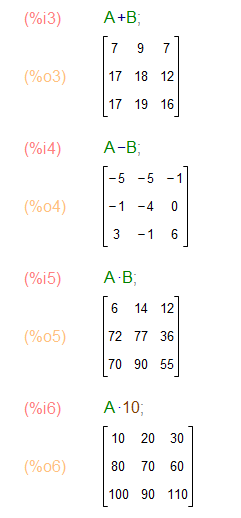 (%i3) A+B;
7 9 7
(%o3) 17 18 12
17 19 16
(%i4) A−B;
−5 −5 −1
(%o4) −1 −4 0
3 −1 6
(%i5) A·B;
6 14 12
(%o5) 72 77 36
70 90 55
(%i6) A·10;
10 20 30
(%o6) 80 70 60
100 90 110